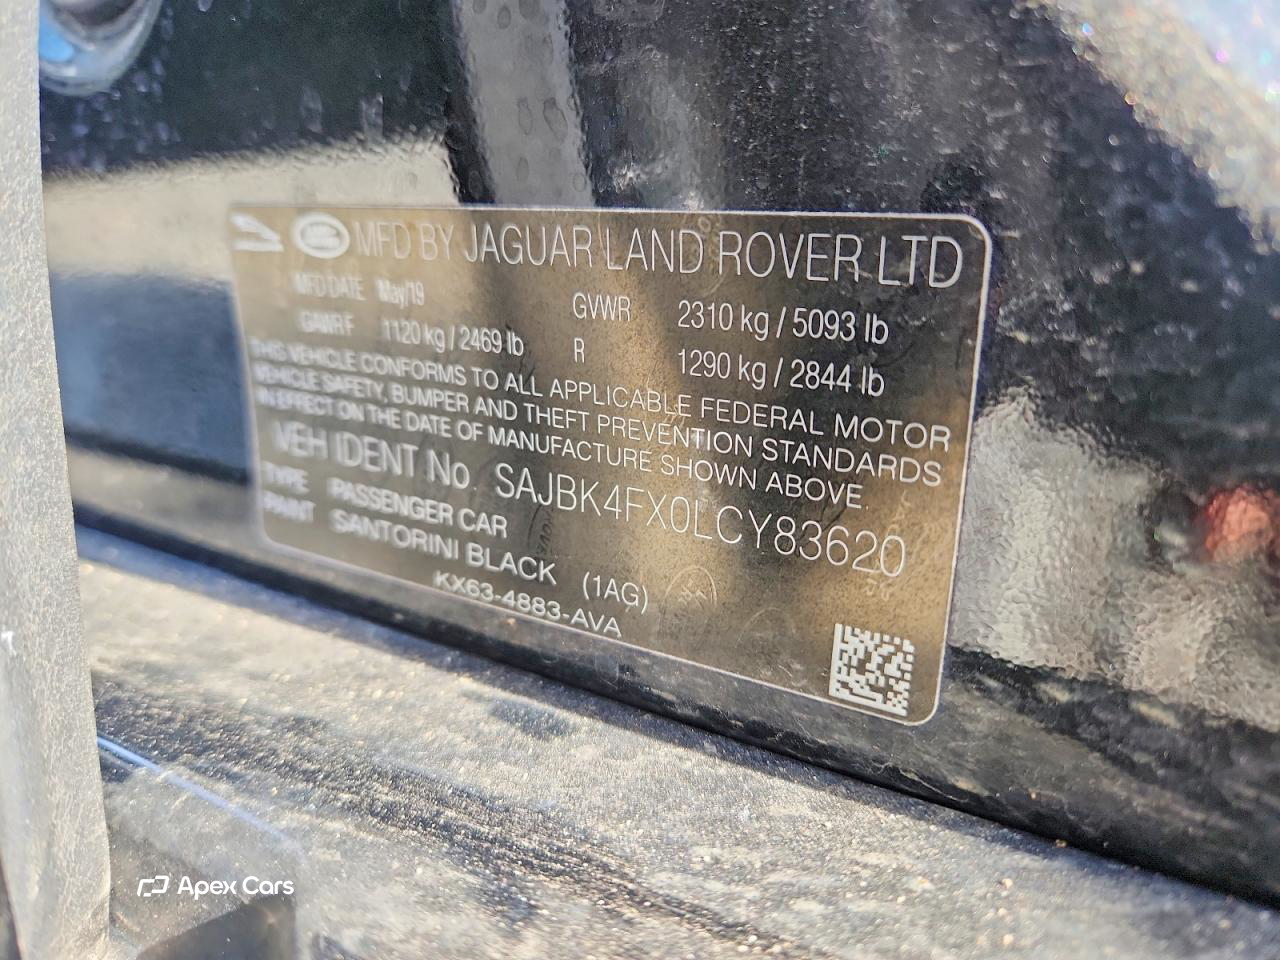 MFD BY JAGUAR LAND ROVER LTD
MFD DATE May/19 GVWR 2310 kg / 5093 lb
GAWR F 1120 kg / 2469 lb R 1290 kg / 2844 lb
THIS VEHICLE CONFORMS TO ALL APPLICABLE FEDERAL MOTOR
VEHICLE SAFETY, BUMPER AND THEFT PREVENTION STANDARDS
IN EFFECT ON THE DATE OF MANUFACTURE SHOWN ABOVE.
VEH IDENT No. SAJBK4FX0LCY83620
TYPE PASSENGER CAR
PAINT SANTORINI BLACK (1AG)
KX63-4883-AVA
Apex Cars